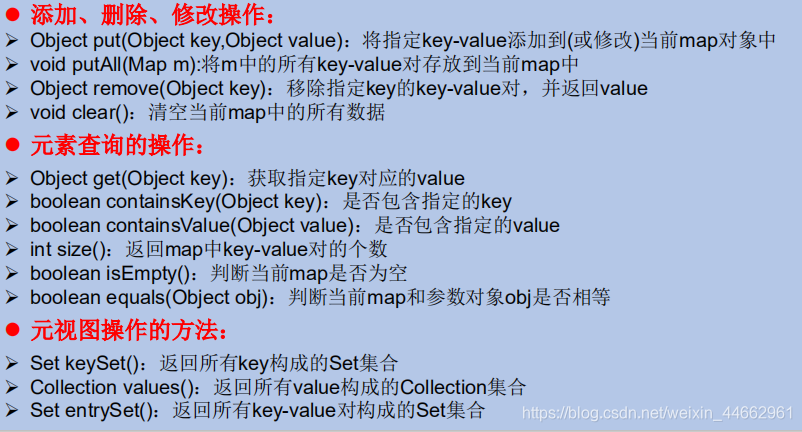 ● 添加、删除、修改操作：
➢ Object put(Object key,Object value)：将指定key-value添加到(或修改)当前map对象中
➢ void putAll(Map m):将m中的所有key-value对存放到当前map中
➢ Object remove(Object key)：移除指定key的key-value对，并返回value
➢ void clear()：清空当前map中的所有数据
● 元素查询的操作：
➢ Object get(Object key)：获取指定key对应的value
➢ boolean containsKey(Object key)：是否包含指定的key
➢ boolean containsValue(Object value)：是否包含指定的value
➢ int size()：返回map中key-value对的个数
➢ boolean isEmpty()：判断当前map是否为空
➢ boolean equals(Object obj)：判断当前map和参数对象obj是否相等
● 元视图操作的方法：
➢ Set keySet()：返回所有key构成的Set集合
➢ Collection values()：返回所有value构成的Collection集合
➢ Set entrySet()：返回所有key-value对构成的Set集合
https://blog.csdn.net/weixin_44662961